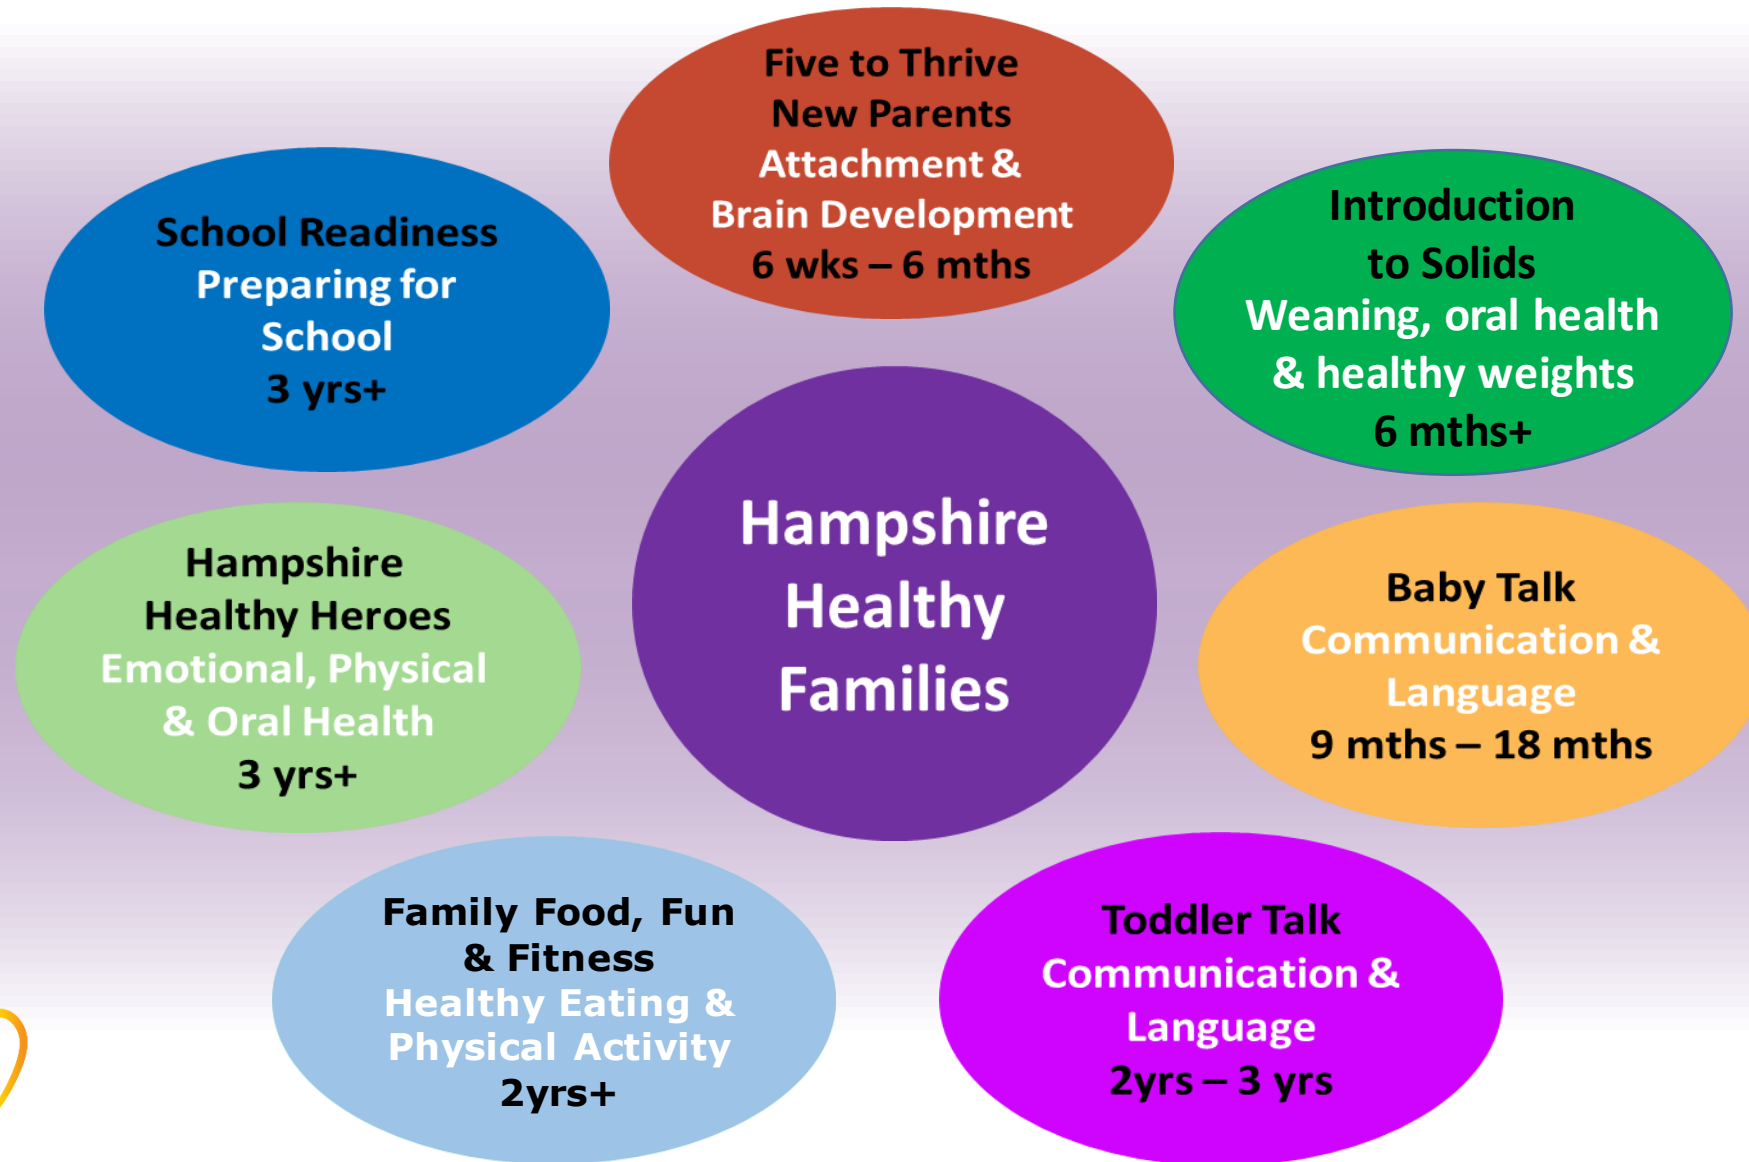 Five to Thrive
New Parents
Attachment &
Brain Development
6 wks – 6 mths
Introduction
to Solids
Weaning, oral health
& healthy weights
6 mths+
Baby Talk
Communication &
Language
9 mths – 18 mths
Toddler Talk
Communication &
Language
2yrs – 3 yrs
Family Food, Fun
& Fitness
Healthy Eating &
Physical Activity
2yrs+
Hampshire
Healthy Heroes
Emotional, Physical
& Oral Health
3 yrs+
School Readiness
Preparing for
School
3 yrs+
Hampshire
Healthy
Families